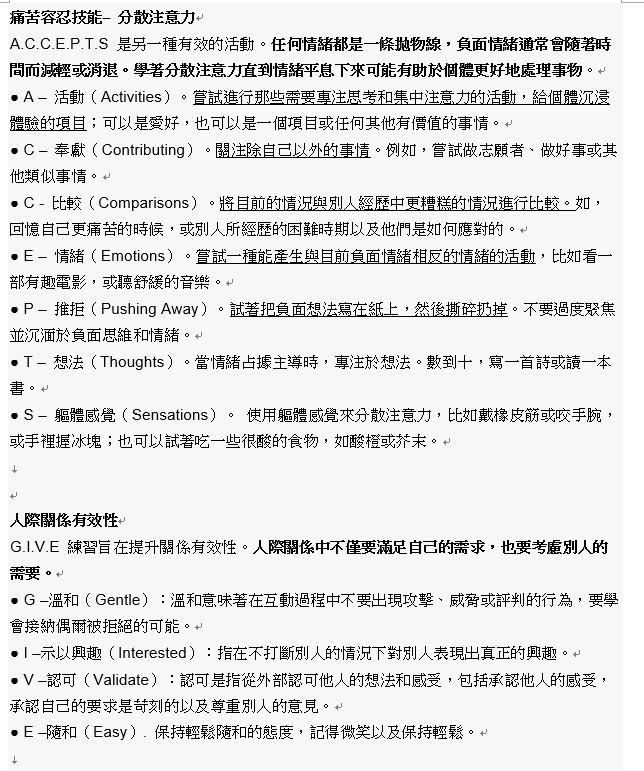 痛苦容忍技能– 分散注意力
A.C.C.E.P.T.S 是另一種有效的活動。任何情緒都是一條拋物線，負面情緒通常會隨著時
間而減輕或消退。學著分散注意力直到情緒平息下來可能有助於個體更好地處理事物。
● A – 活動（Activities）。嘗試進行那些需要專注思考和集中注意力的活動，給個體沉浸
體驗的項目；可以是愛好，也可以是一個項目或任何其他有價值的事情。
● C – 奉獻（Contributing）。關注除自己以外的事情。例如，嘗試做志願者、做好事或其
他類似事情。
● C - 比較（Comparisons）。將目前的情況與別人經歷中更糟糕的情況進行比較。如，
回憶自己更痛苦的時候，或別人所經歷的困難時期以及他們是如何應對的。
● E – 情緒（Emotions）。嘗試一種能產生與目前負面情緒相反的情緒的活動，比如看一
部有趣電影，或聽舒緩的音樂。
● P – 推拒（Pushing Away）。試著把負面想法寫在紙上，然後撕碎扔掉。不要過度聚焦
並沉湎於負面思維和情緒。
● T – 想法（Thoughts）。當情緒占據主導時，專注於想法。數到十，寫一首詩或讀一本
書。
● S – 軀體感覺（Sensations）。 使用軀體感覺來分散注意力，比如戴橡皮筋或咬手腕，
或手裡握冰塊；也可以試著吃一些很酸的食物，如酸橙或芥末。
人際關係有效性
G.I.V.E 練習旨在提升關係有效性。人際關係中不僅要滿足自己的需求，也要考慮別人的
需要。
● G –溫和（Gentle）：溫和意味著在互動過程中不要出現攻擊、威脅或評判的行為，要學
會接納偶爾被拒絕的可能。
● I –示以興趣（Interested）：指在不打斷別人的情況下對別人表現出真正的興趣。
● V –認可（Validate）：認可是指從外部認可他人的想法和感受，包括承認他人的感受，
承認自己的要求是苛刻的以及尊重別人的意見。
● E –隨和（Easy）. 保持輕鬆隨和的態度，記得微笑以及保持輕鬆。